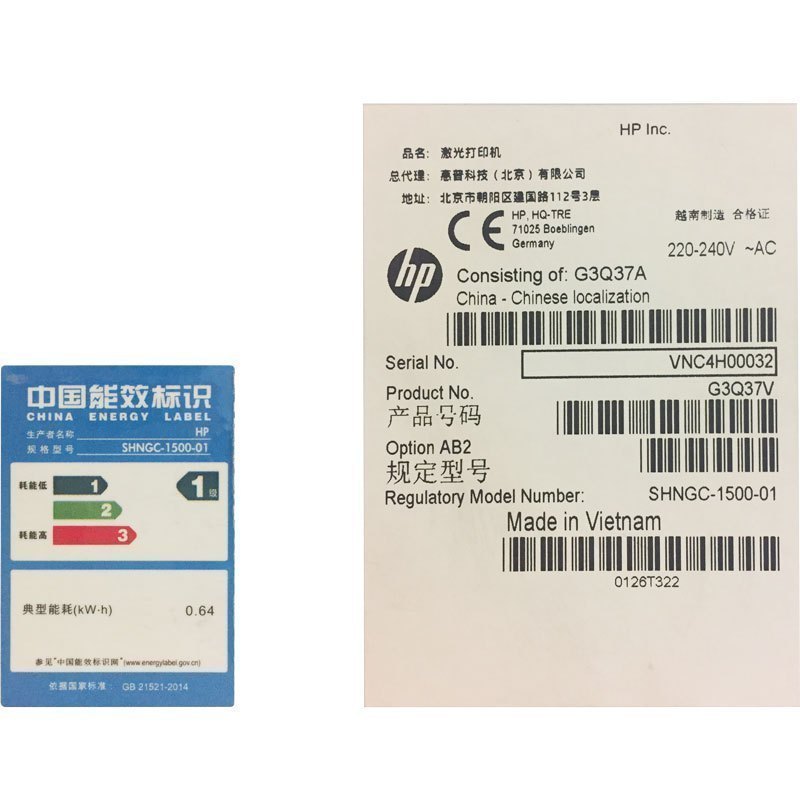 中国能效标识
CHINA ENERGY LABEL
生产者名称 HP
规格型号 SHNGC-1500-01
耗能低 1 1级
2
耗能高 3
典型能耗(kW·h) 0.64
参见“中国能效标识网”(www.energylabel.gov.cn)
依据国家标准: GB 21521-2014
HP Inc.
品名: 激光打印机
总代理: 惠普科技(北京)有限公司
地址: 北京市朝阳区建国路112号3层
CE HP, HQ-TRE
71025 Boeblingen
Germany
越南制造 合格证
220-240V ~AC
hp
Consisting of: G3Q37A
China - Chinese localization
Serial No. VNC4H00032
Product No. G3Q37V
产品号码
Option AB2
规定型号
Regulatory Model Number: SHNGC-1500-01
Made in Vietnam
0126T322